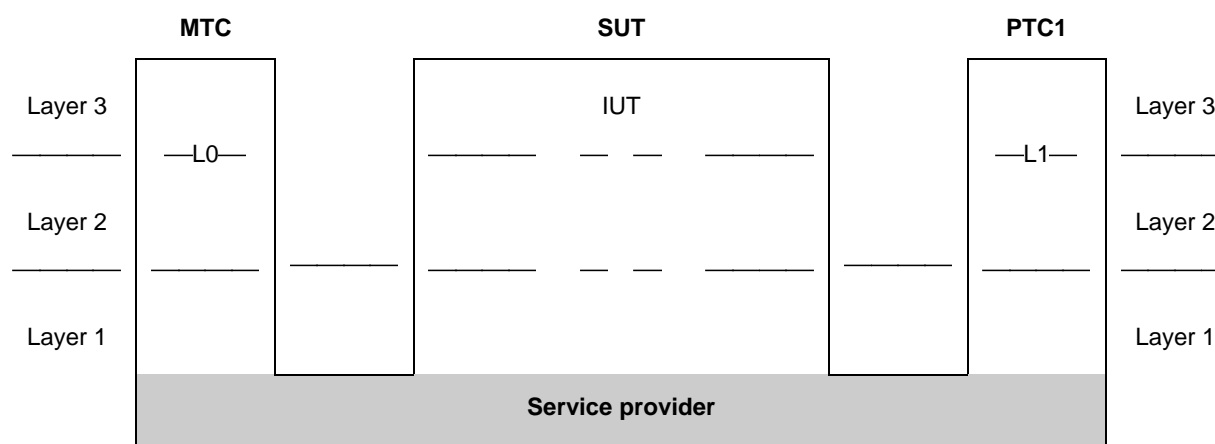 MTC SUT PTC1
Layer 3 IUT Layer 3
L0 L1
Layer 2 Layer 2
Layer 1 Layer 1
Service provider